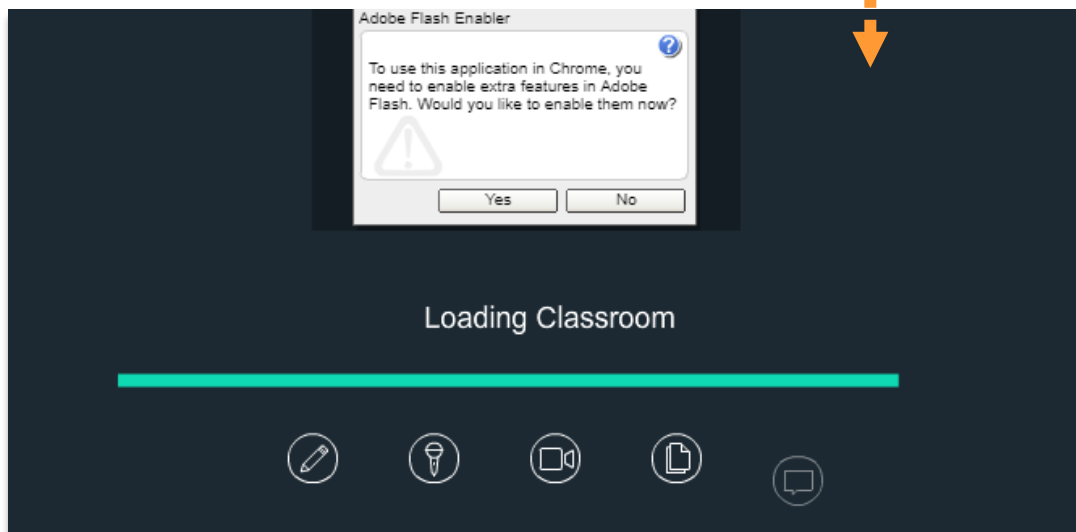 Adobe Flash Enabler
To use this application in Chrome, you
need to enable extra features in Adobe
Flash. Would you like to enable them now?
Yes
No
Loading Classroom